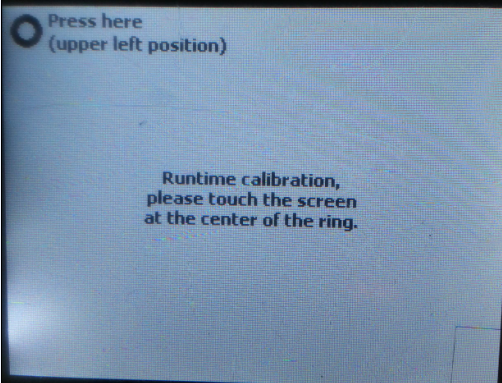 Press here
(upper left position)
Runtime calibration,
please touch the screen
at the center of the ring.